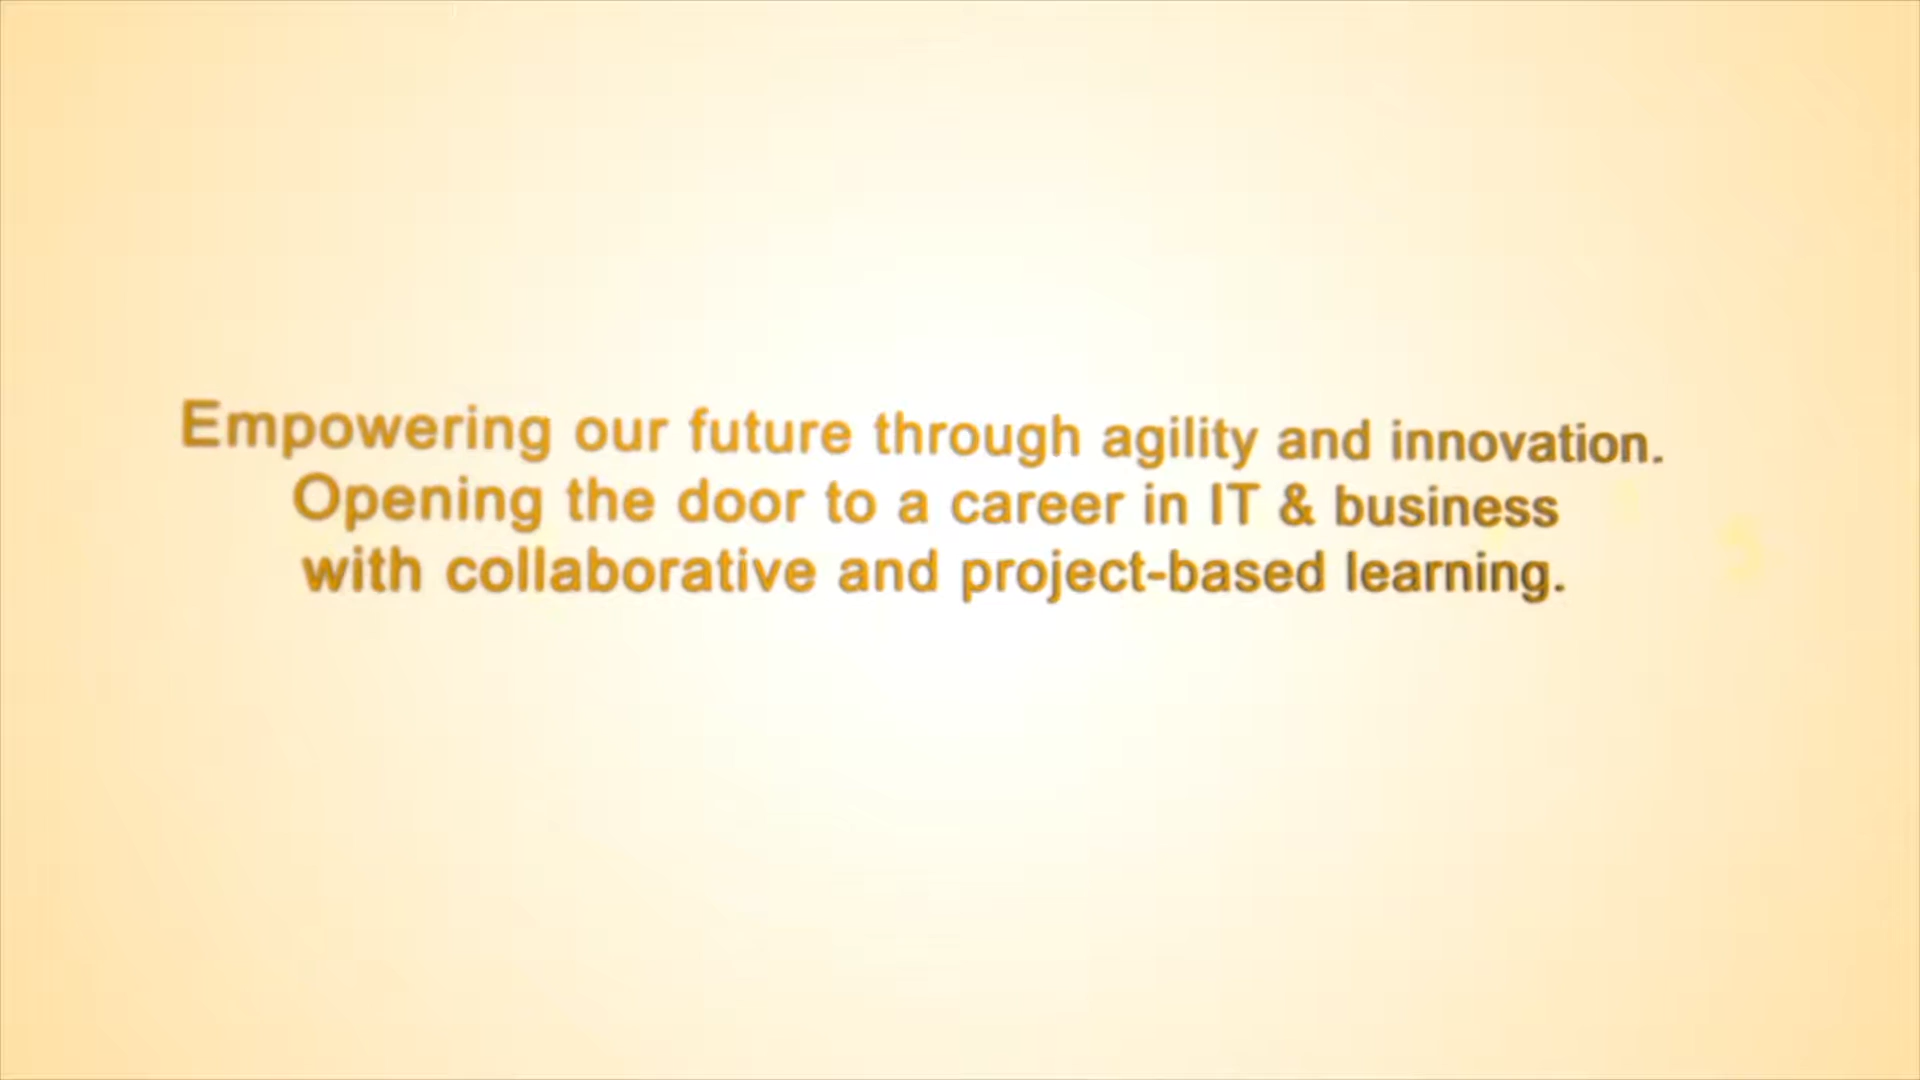 Empowering our future through agility and innovation.
Opening the door to a career in IT & business
with collaborative and project-based learning.